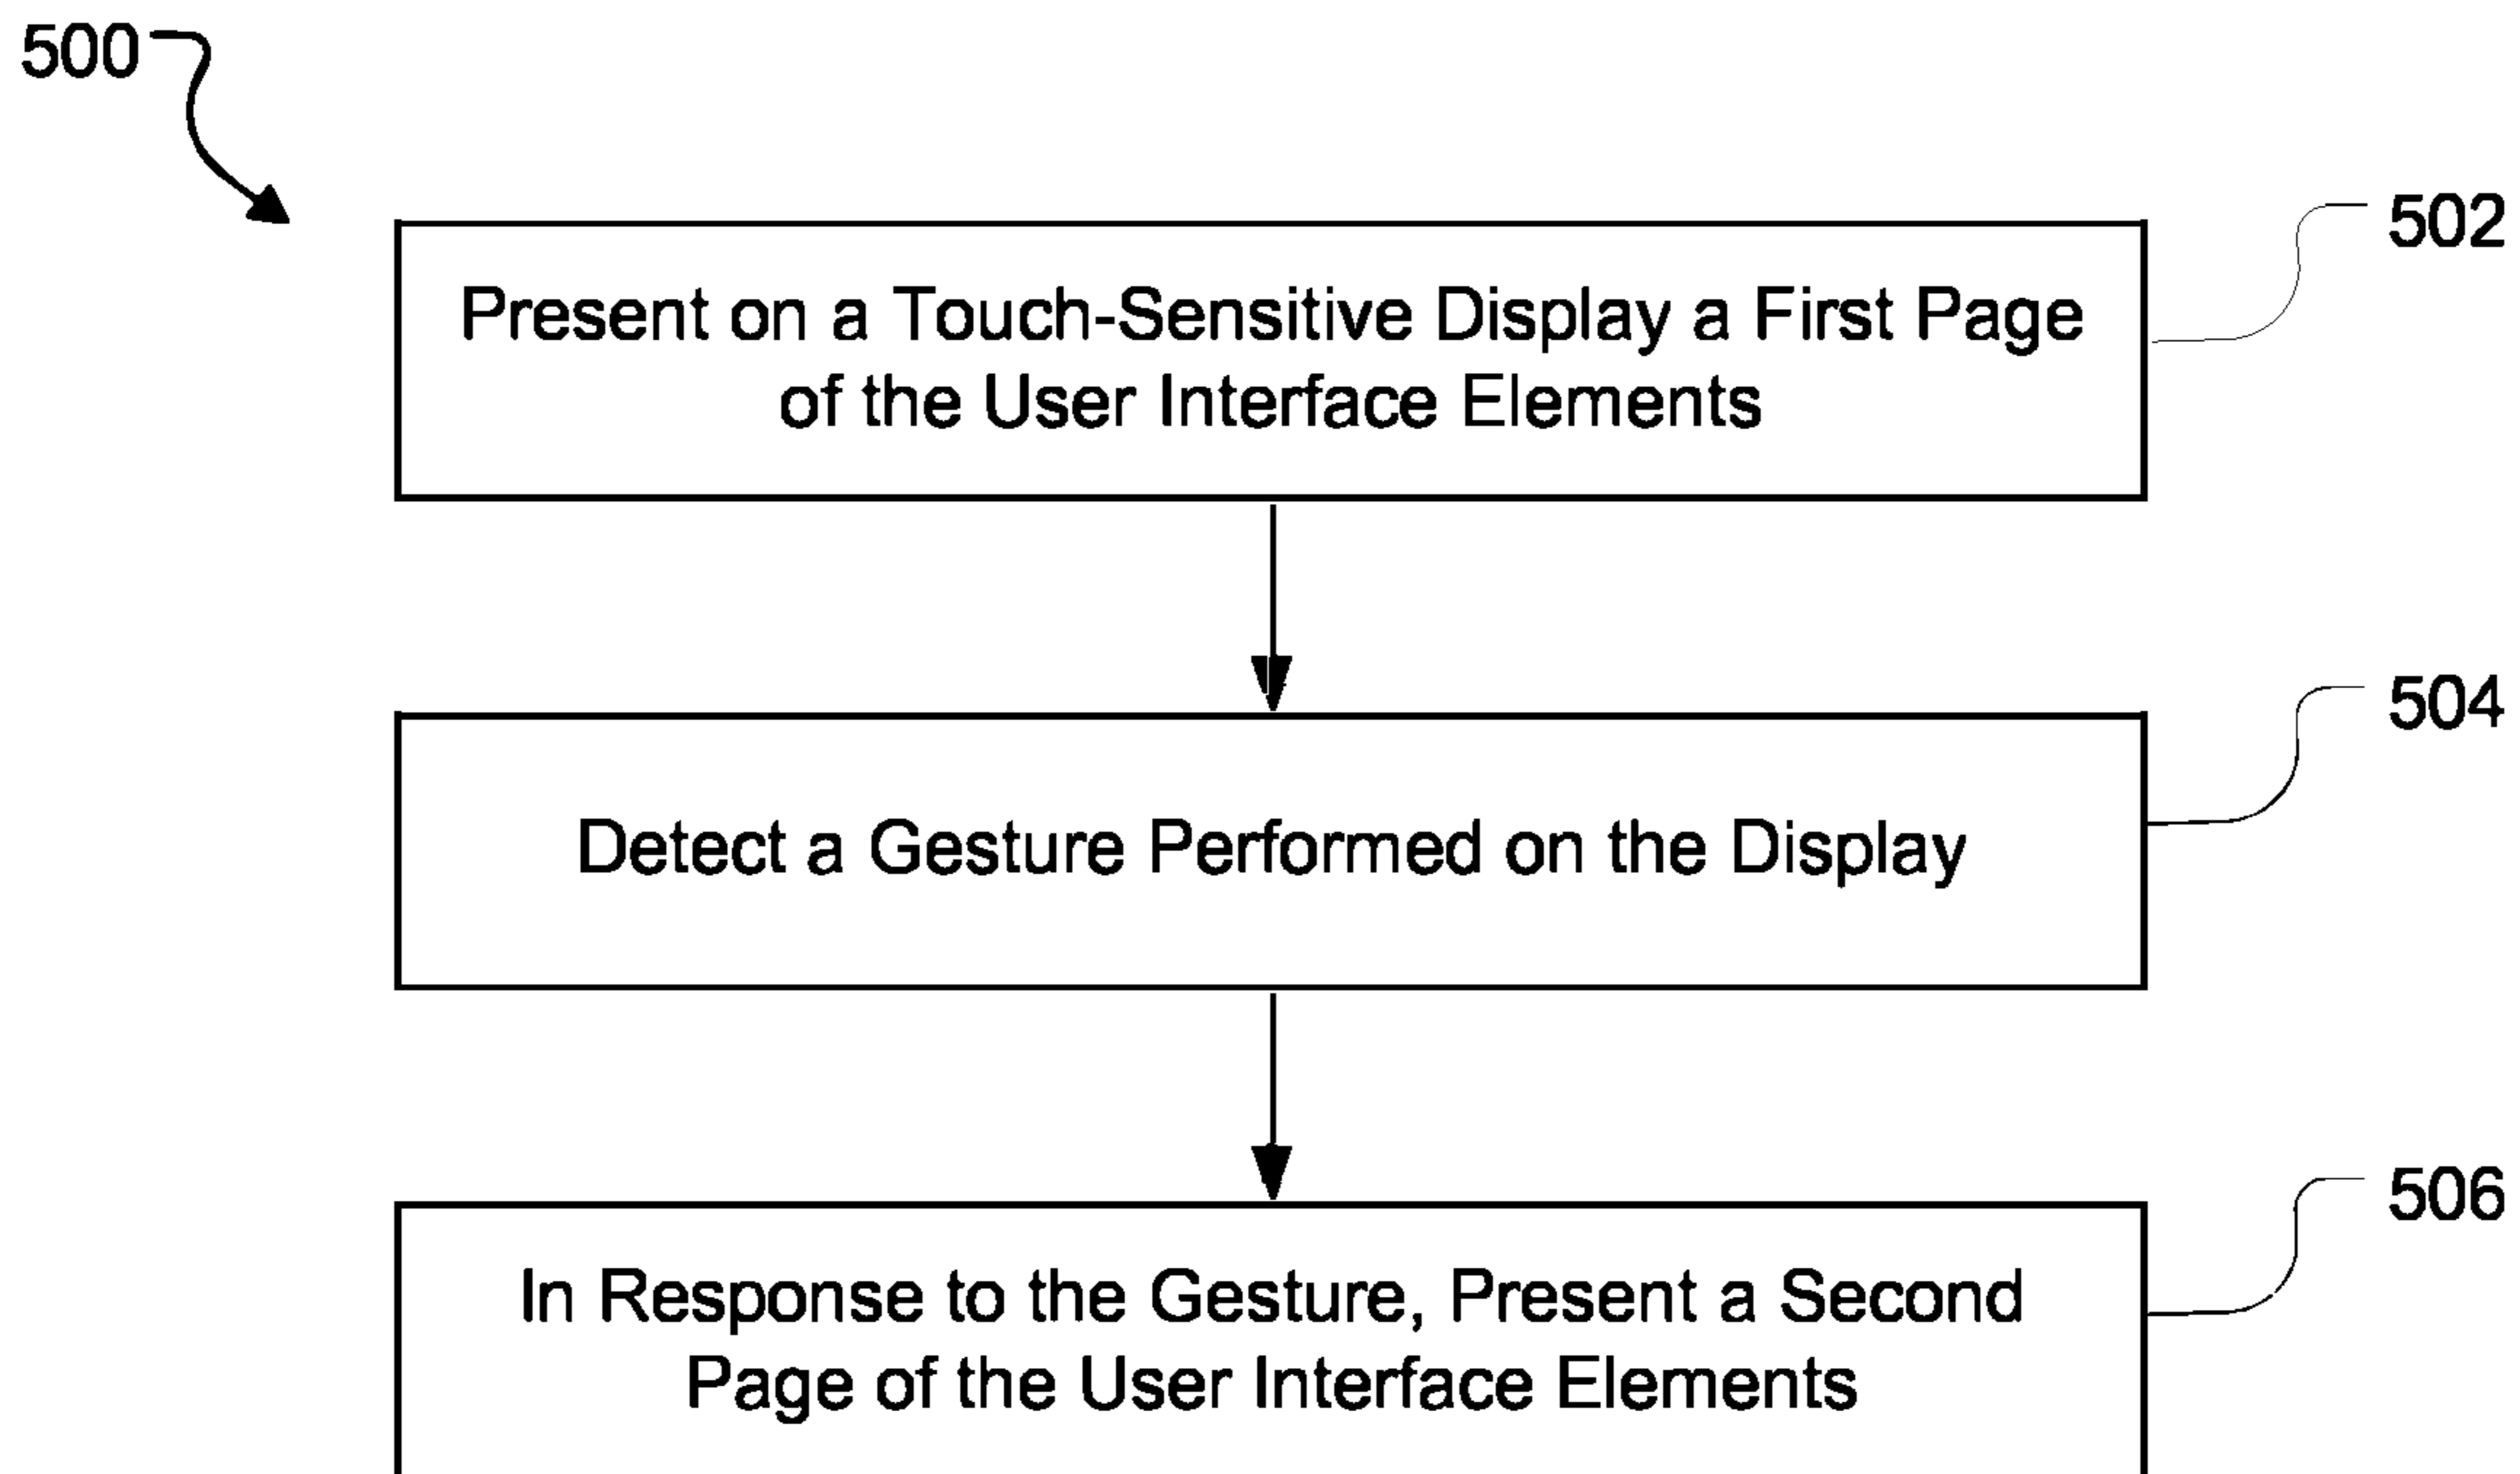 500
502
Present on a Touch-Sensitive Display a First Page
of the User Interface Elements
504
Detect a Gesture Performed on the Display
506
In Response to the Gesture, Present a Second
Page of the User Interface Elements